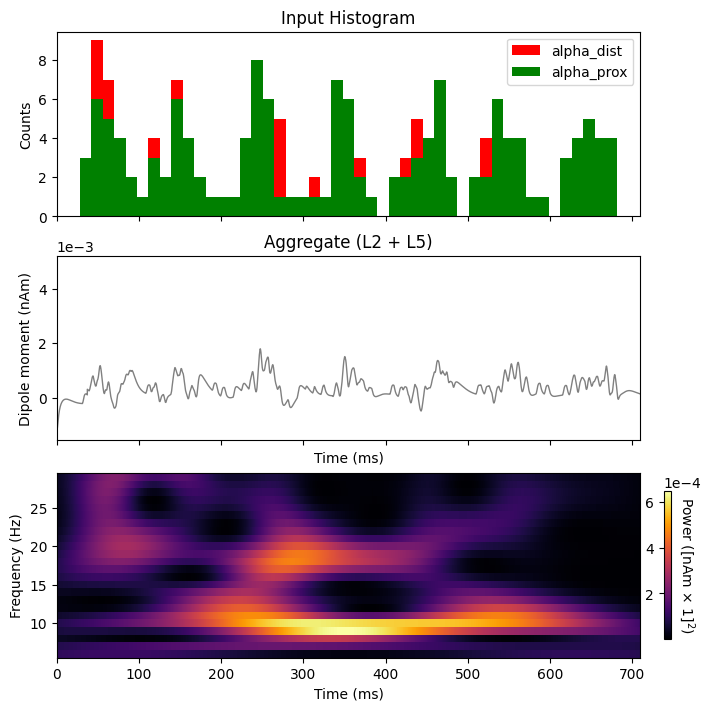 Input Histogram
alpha_dist
alpha_prox
Counts
8
6
4
2
0
Aggregate (L2 + L5)
1e−3
Dipole moment (nAm)
4
2
0
Time (ms)
Frequency (Hz)
25
20
15
10
0 100 200 300 400 500 600 700
Time (ms)
1e−4
6
4
2
Power ([nAm × 1]²)